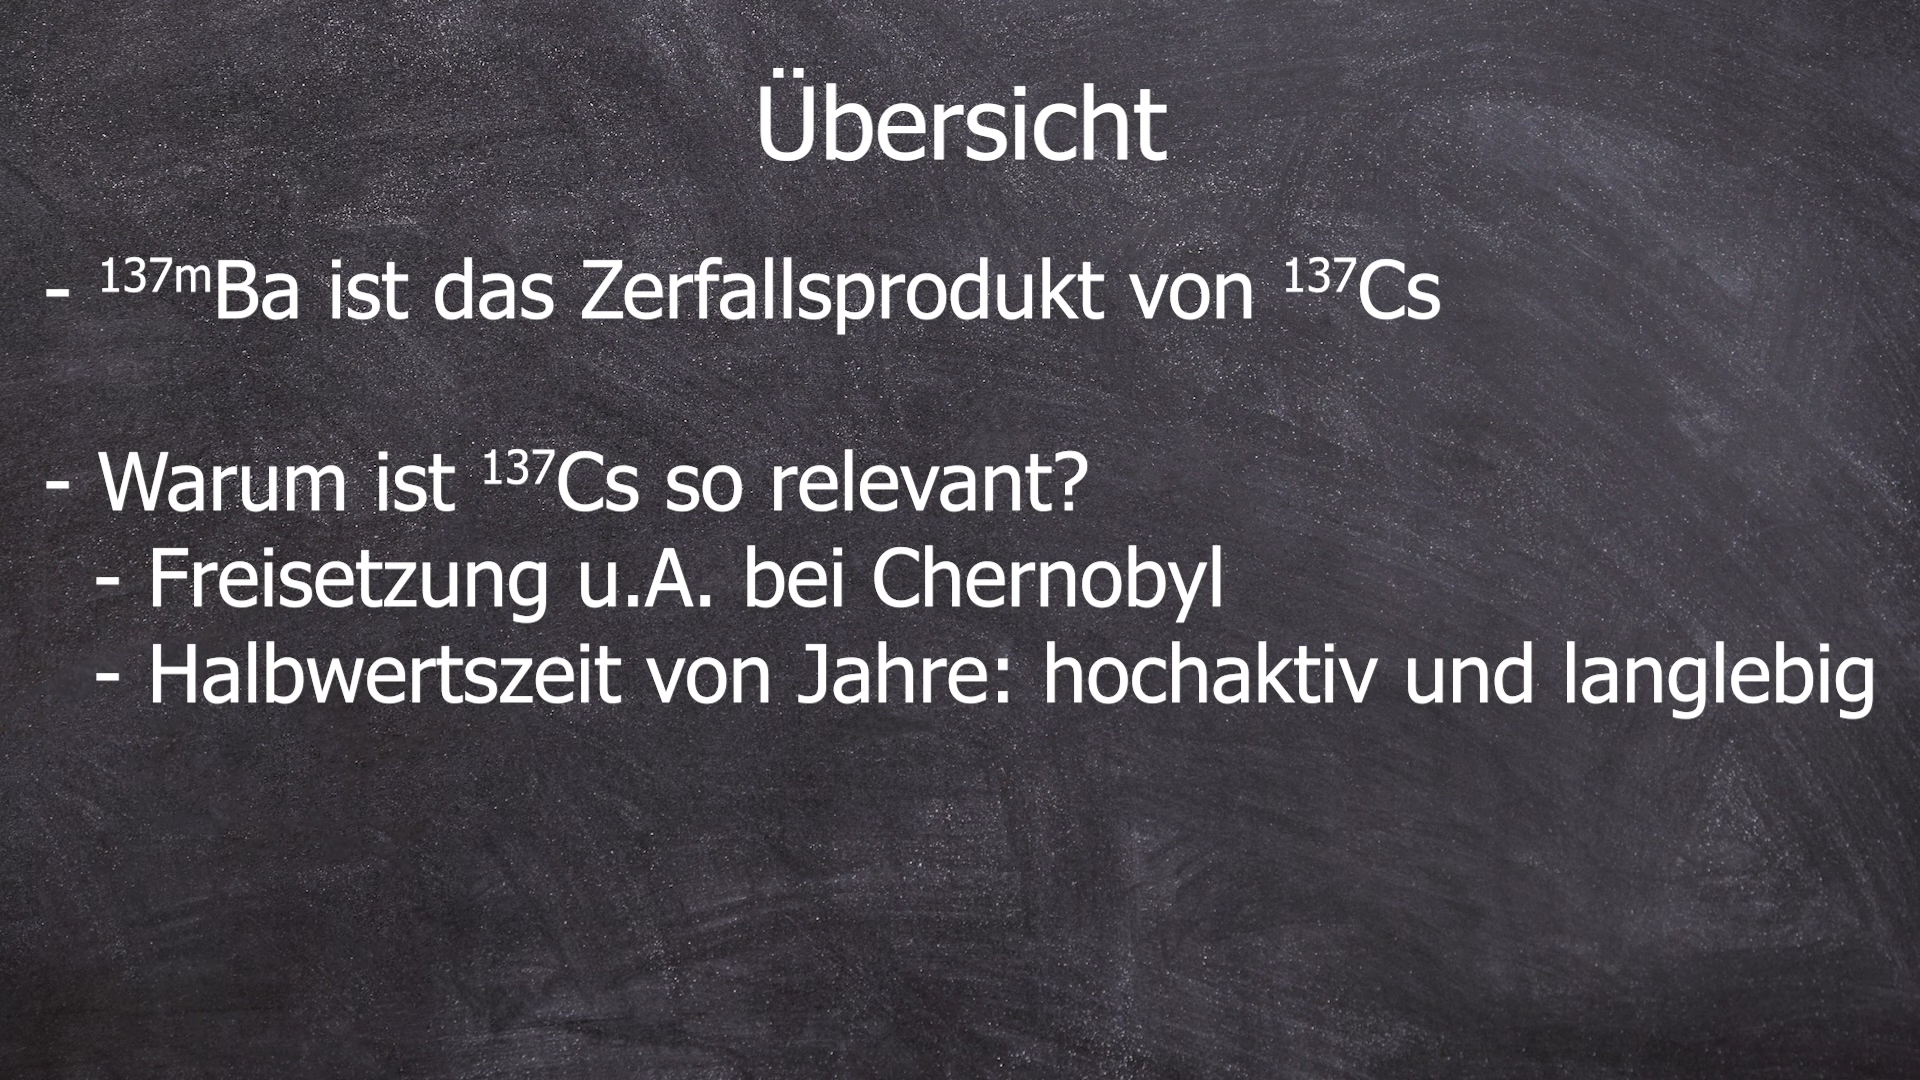 Übersicht
- ¹³⁷ᵐBa ist das Zerfallsprodukt von ¹³⁷Cs
- Warum ist ¹³⁷Cs so relevant?
- Freisetzung u.A. bei Chernobyl
- Halbwertszeit von Jahre: hochaktiv und langlebig